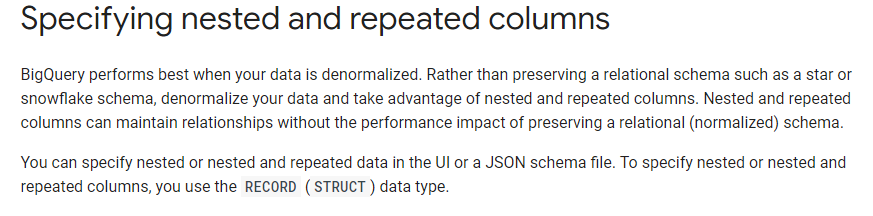 Specifying nested and repeated columns
BigQuery performs best when your data is denormalized. Rather than preserving a relational schema such as a star or
snowflake schema, denormalize your data and take advantage of nested and repeated columns. Nested and repeated
columns can maintain relationships without the performance impact of preserving a relational (normalized) schema.
You can specify nested or nested and repeated data in the UI or a JSON schema file. To specify nested or nested and
repeated columns, you use the RECORD (STRUCT) data type.